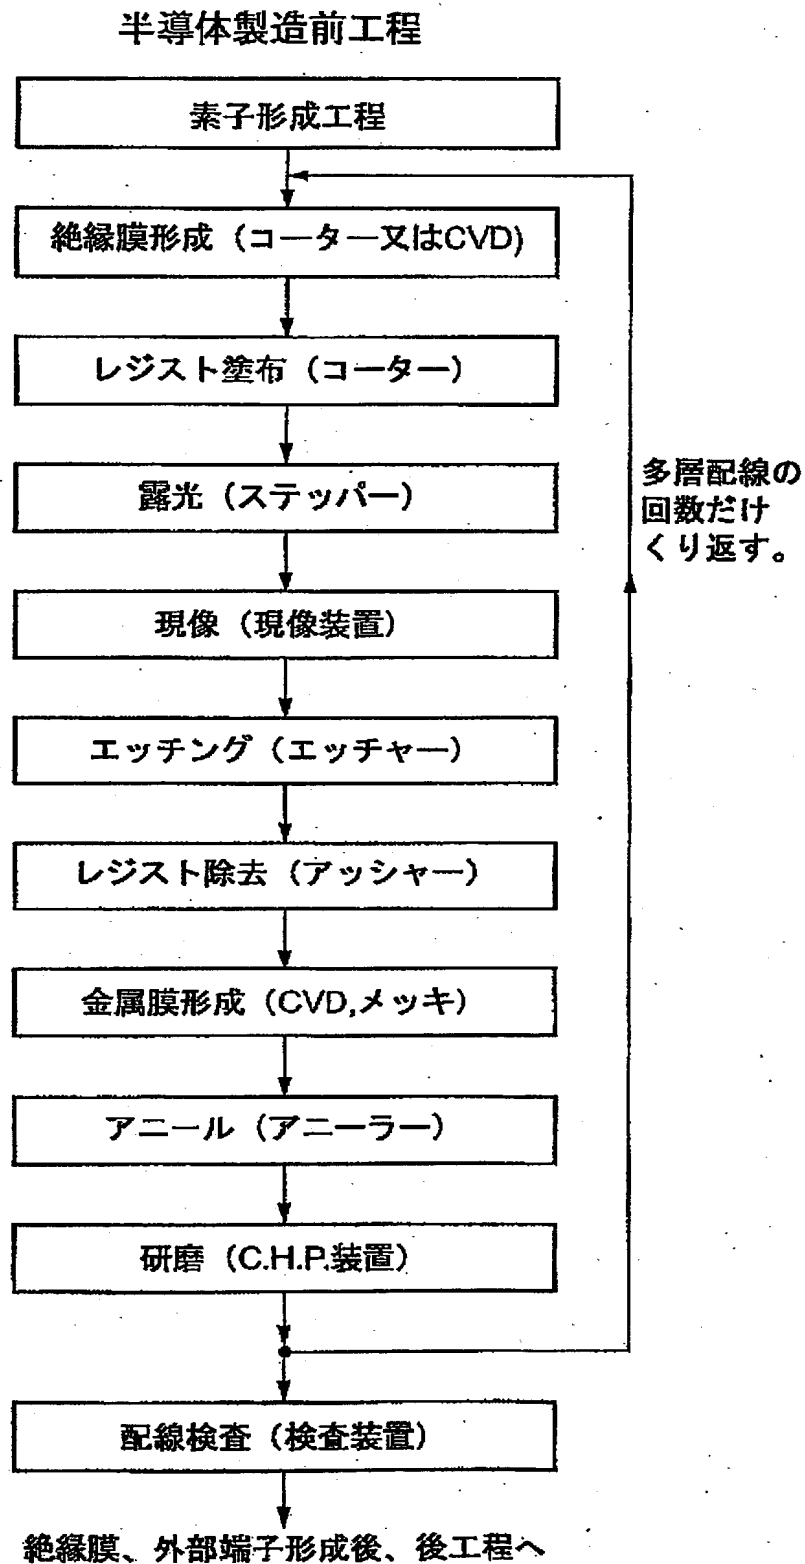 半導体製造前工程
素子形成工程
絶縁膜形成（コーター又はCVD)
レジスト塗布（コーター）
露光（ステッパー）
現像（現像装置）
エッチング（エッチャー）
レジスト除去（アッシャー）
金属膜形成（CVD,メッキ）
アニール（アニーラー）
研磨（C.H.P.装置）
配線検査（検査装置）
絶縁膜、外部端子形成後、後工程へ
多層配線の
回数だけ
くり返す。